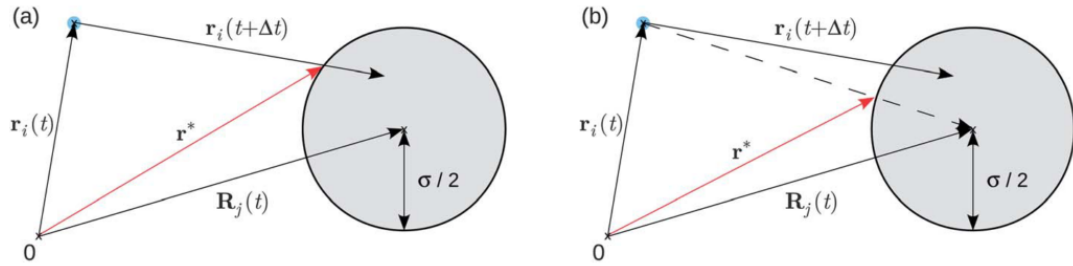 (a)
r_i(t+Δt)
r_i(t)
r*
R_j(t)
σ / 2
0
(b)
r_i(t+Δt)
r_i(t)
r*
R_j(t)
σ / 2
0